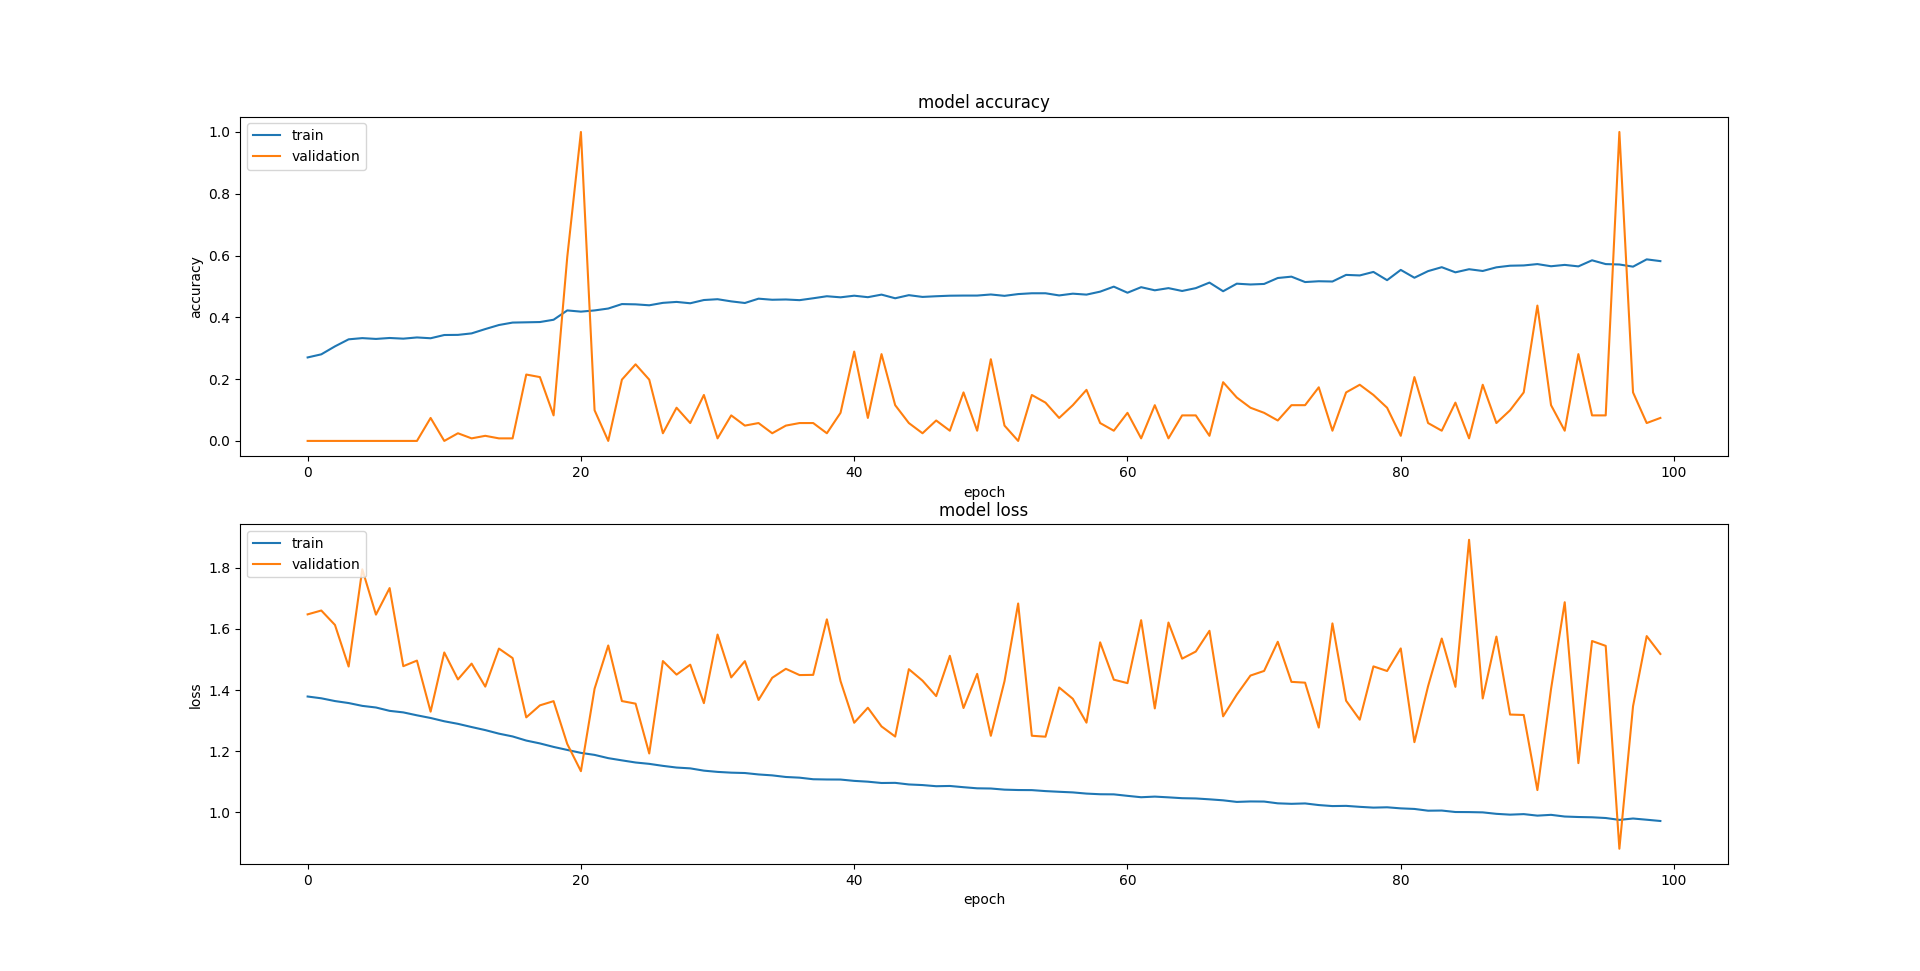 model accuracy
train
validation
1.0
0.8
0.6
0.4
0.2
0.0
accuracy
0 20 40 60 80 100
epoch
model loss
train
validation
1.8
1.6
1.4
1.2
1.0
loss
0 20 40 60 80 100
epoch